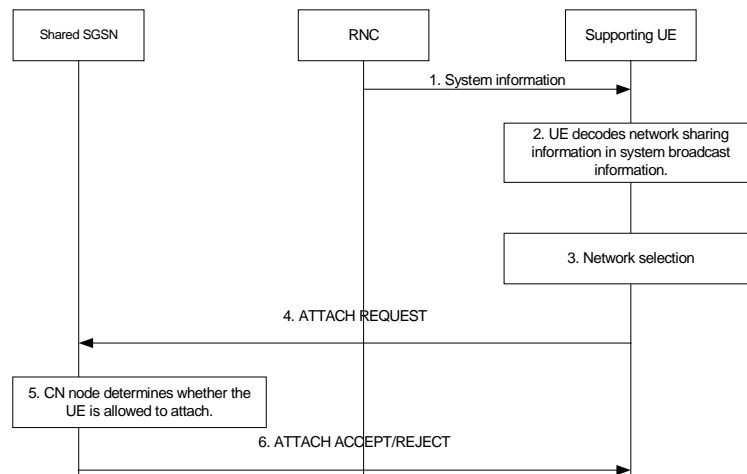 Shared SGSN
RNC
Supporting UE
1. System information
2. UE decodes network sharing
information in system broadcast
information.
3. Network selection
4. ATTACH REQUEST
5. CN node determines whether the
UE is allowed to attach.
6. ATTACH ACCEPT/REJECT